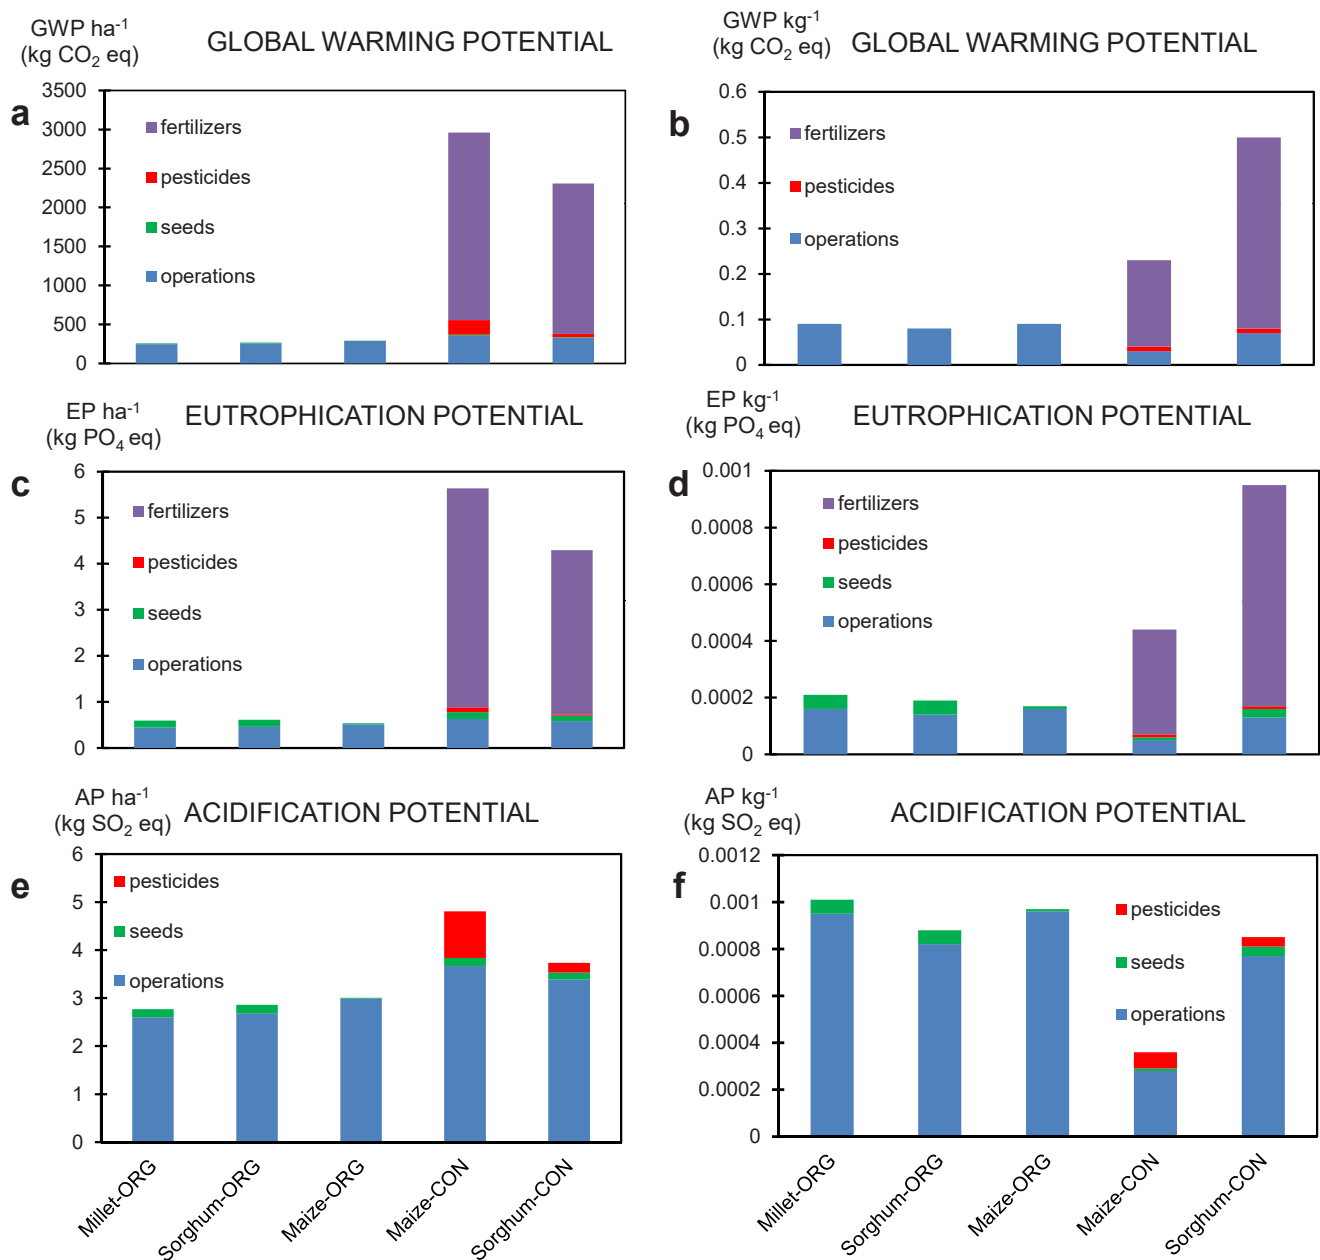 GWP ha-1
(kg CO2 eq)
GLOBAL WARMING POTENTIAL
a
3500
3000
2500
2000
1500
1000
500
0
fertilizers
pesticides
seeds
operations
GWP kg-1
(kg CO2 eq)
GLOBAL WARMING POTENTIAL
b
0.6
0.5
0.4
0.3
0.2
0.1
0
fertilizers
pesticides
operations
EP ha-1
(kg PO4 eq)
EUTROPHICATION POTENTIAL
c
6
5
4
3
2
1
0
fertilizers
pesticides
seeds
operations
EP kg-1
(kg PO4 eq)
EUTROPHICATION POTENTIAL
d
0.001
0.0008
0.0006
0.0004
0.0002
0
fertilizers
pesticides
seeds
operations
AP ha-1
(kg SO2 eq)
ACIDIFICATION POTENTIAL
e
6
5
4
3
2
1
0
pesticides
seeds
operations
Millet-ORG
Sorghum-ORG
Maize-ORG
Maize-CON
Sorghum-CON
AP kg-1
(kg SO2 eq)
ACIDIFICATION POTENTIAL
f
0.0012
0.001
0.0008
0.0006
0.0004
0.0002
0
pesticides
seeds
operations
Millet-ORG
Sorghum-ORG
Maize-ORG
Maize-CON
Sorghum-CON